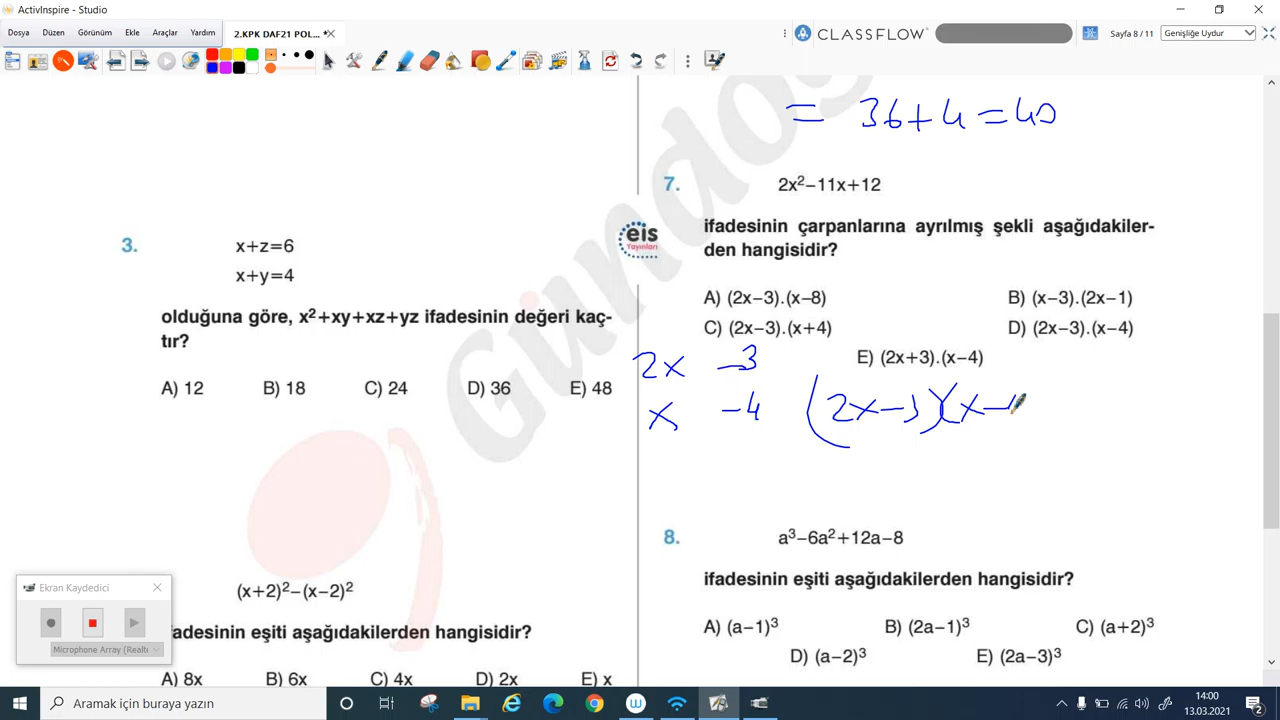 ActivInspire - Studio
Dosya Düzen Görünüm Ekle Araçlar Yardım 2.KPK DAF21 POL...* CLASSFLOW Sayfa 8 / 11 Genişliğe Uydur
= 36+4=40
7. 2x²−11x+12
ifadesinin çarpanlarına ayrılmış şekli aşağıdakiler-
den hangisidir?
A) (2x−3).(x−8) B) (x−3).(2x−1)
C) (2x−3).(x+4) D) (2x−3).(x−4)
E) (2x+3).(x−4)
2x −3
x −4 (2x−3)(x−4
8. a³−6a²+12a−8
ifadesinin eşiti aşağıdakilerden hangisidir?
A) (a−1)³ B) (2a−1)³ C) (a+2)³
D) (a−2)³ E) (2a−3)³
eis
Yayınları
Gündoğ
3. x+z=6
x+y=4
olduğuna göre, x²+xy+xz+yz ifadesinin değeri kaç-
tır?
A) 12 B) 18 C) 24 D) 36 E) 48
(x+2)²−(x−2)²
fadesinin eşiti aşağıdakilerden hangisidir?
A) 8x B) 6x C) 4x D) 2x E) x
Ekran Kaydedici
Microphone Array (Realte
Aramak için buraya yazın
14:00
13.03.2021
2